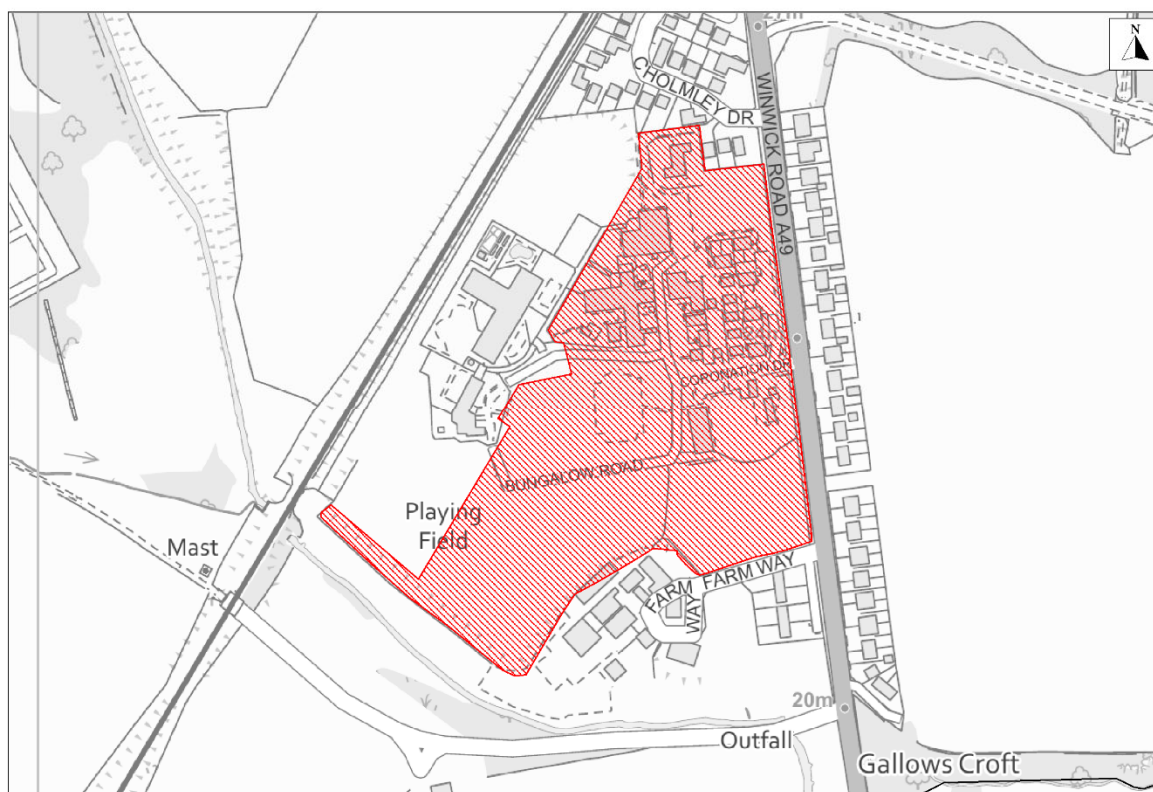 27m
N
CHOLMLEY DR
WINWICK ROAD A49
CORONATION DR
BUNGALOW ROAD
Playing
Field
Mast
FARM WAY
FARM
WAY
20m
Outfall
Gallows Croft